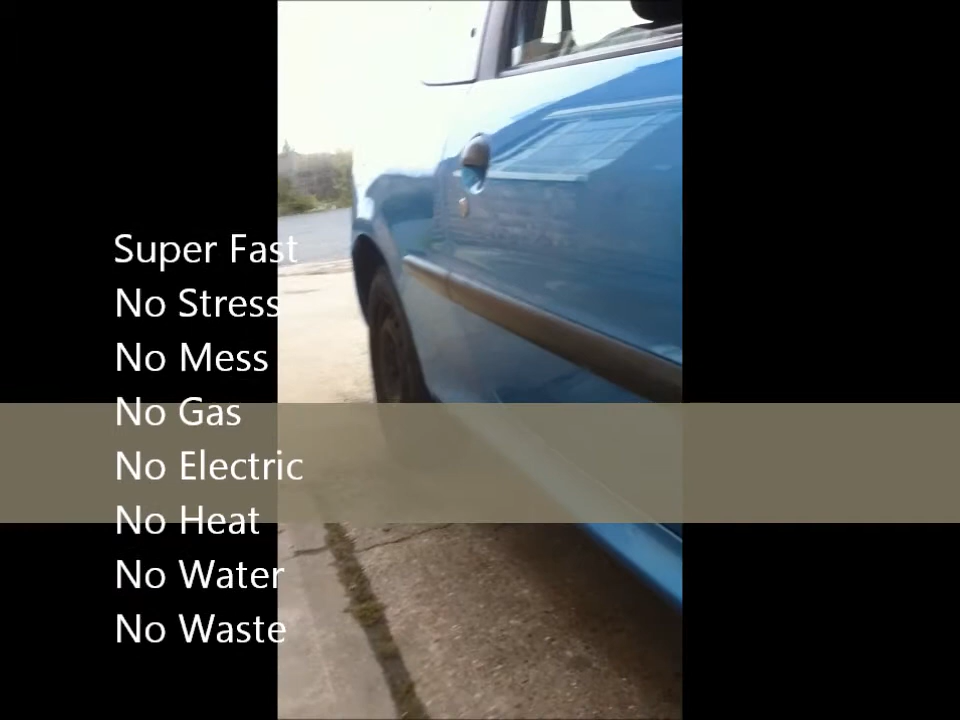 Super Fast
No Stress
No Mess
No Gas
No Electric
No Heat
No Water
No Waste